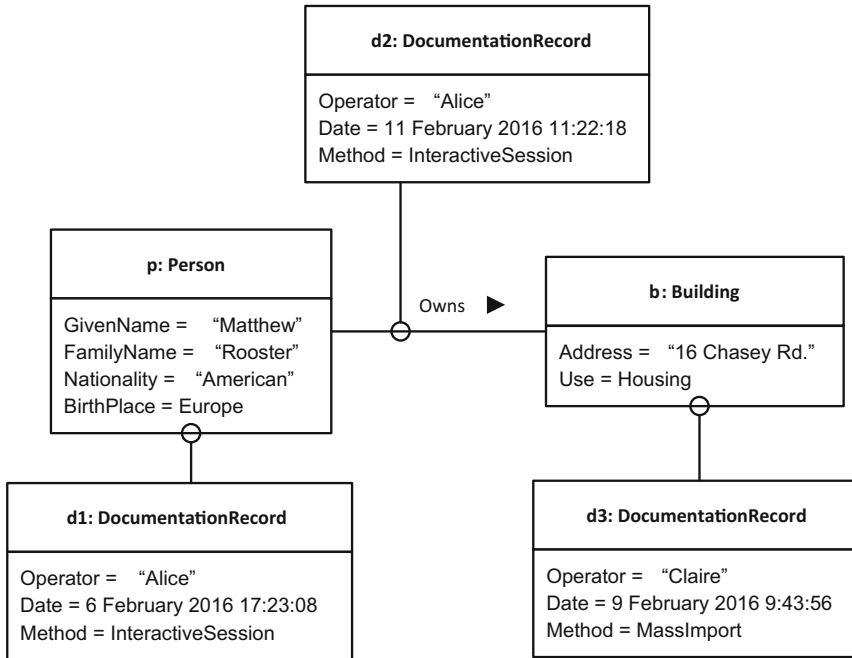 d2: DocumentationRecord
Operator = “Alice”
Date = 11 February 2016 11:22:18
Method = InteractiveSession
p: Person
GivenName = “Matthew”
FamilyName = “Rooster”
Nationality = “American”
BirthPlace = Europe
Owns ▶
b: Building
Address = “16 Chasey Rd.”
Use = Housing
d1: DocumentationRecord
Operator = “Alice”
Date = 6 February 2016 17:23:08
Method = InteractiveSession
d3: DocumentationRecord
Operator = “Claire”
Date = 9 February 2016 9:43:56
Method = MassImport